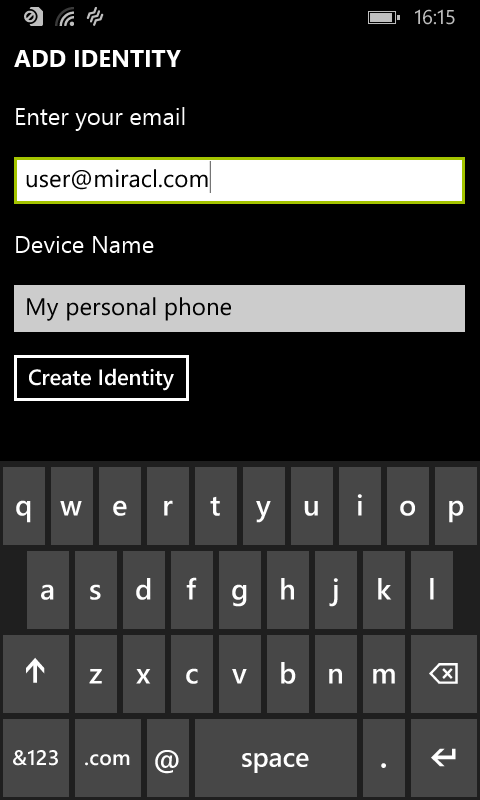 16:15
ADD IDENTITY
Enter your email
user@miracl.com
Device Name
My personal phone
Create Identity
q w e r t y u i o p
a s d f g h j k l
z x c v b n m
&123 .com @ space .